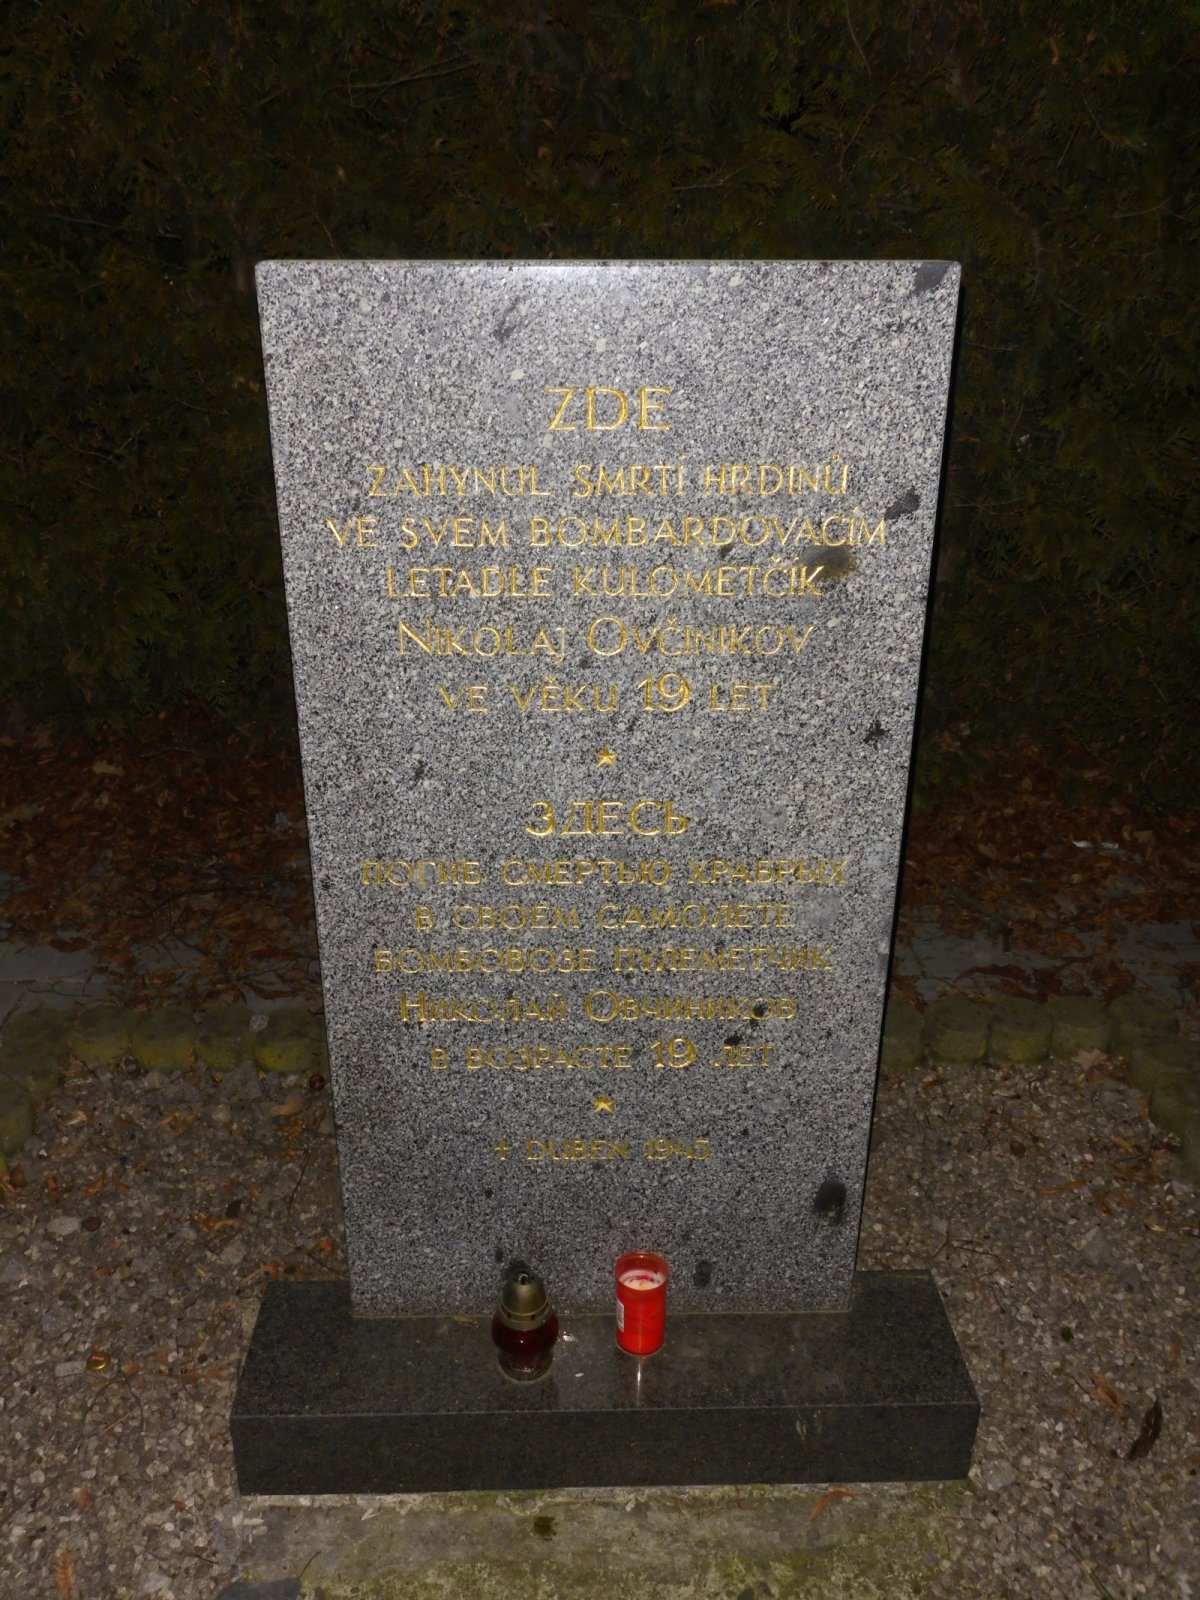 ZDE
ZAHYNUL SMRTÍ HRDINŮ
VE SVÉM BOMBARDOVACÍM
LETADLE KULOMETČÍK
NIKOLAJ OVČINIKOV
VE VĚKU 19 LET
ЗДЕСЬ
ПОГИБ СМЕРТЬЮ ХРАБРЫХ
В СВОЕМ САМОЛЕТЕ
БОМБОВОЗЕ ПУЛЕМЕТЧИК
НИКОЛАЙ ОВЧИНИКОВ
В ВОЗРАСТЕ 19 ЛЕТ
† DUBEN 1945